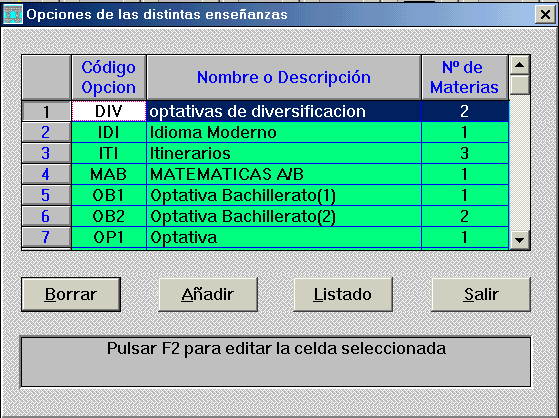 Opciones de las distintas enseñanzas
Código Opcion Nombre o Descripción Nº de Materias
1 DIV optativas de diversificacion 2
2 IDI Idioma Moderno 1
3 ITI Itinerarios 3
4 MAB MATEMATICAS A/B 1
5 OB1 Optativa Bachillerato(1) 1
6 OB2 Optativa Bachillerato(2) 2
7 OP1 Optativa 1
Borrar Añadir Listado Salir
Pulsar F2 para editar la celda seleccionada